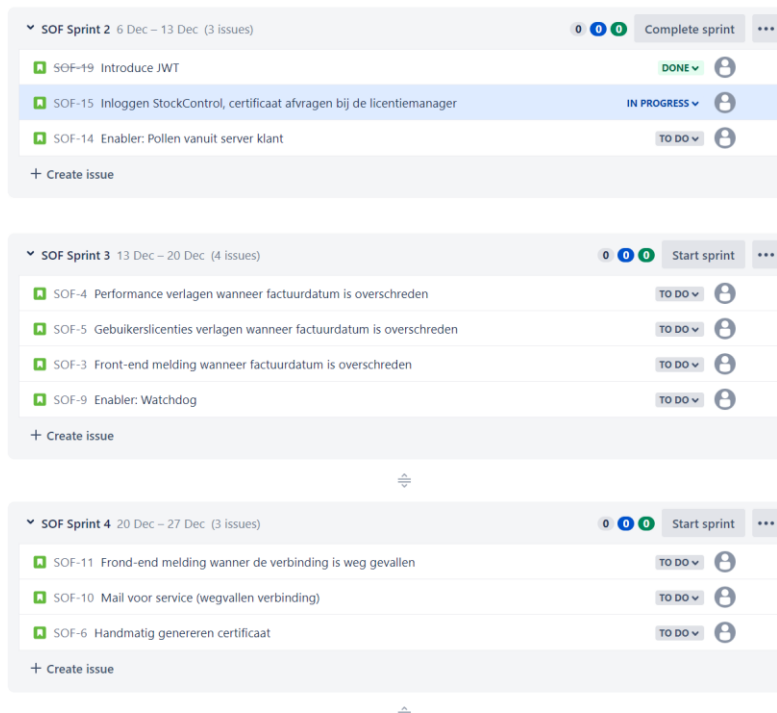 SOF Sprint 2 6 Dec – 13 Dec (3 issues) 0 0 0 Complete sprint •••
SOF-19 Introduce JWT DONE
SOF-15 Inloggen StockControl, certificaat afvragen bij de licentiemanager IN PROGRESS
SOF-14 Enabler: Pollen vanuit server klant TO DO
+ Create issue
SOF Sprint 3 13 Dec – 20 Dec (4 issues) 0 0 0 Start sprint •••
SOF-4 Performance verlagen wanneer factuurdatum is overschreden TO DO
SOF-5 Gebuikerslicenties verlagen wanneer factuurdatum is overschreden TO DO
SOF-3 Front-end melding wanneer factuurdatum is overschreden TO DO
SOF-9 Enabler: Watchdog TO DO
+ Create issue
SOF Sprint 4 20 Dec – 27 Dec (3 issues) 0 0 0 Start sprint •••
SOF-11 Frond-end melding wanner de verbinding is weg gevallen TO DO
SOF-10 Mail voor service (wegvallen verbinding) TO DO
SOF-6 Handmatig genereren certificaat TO DO
+ Create issue